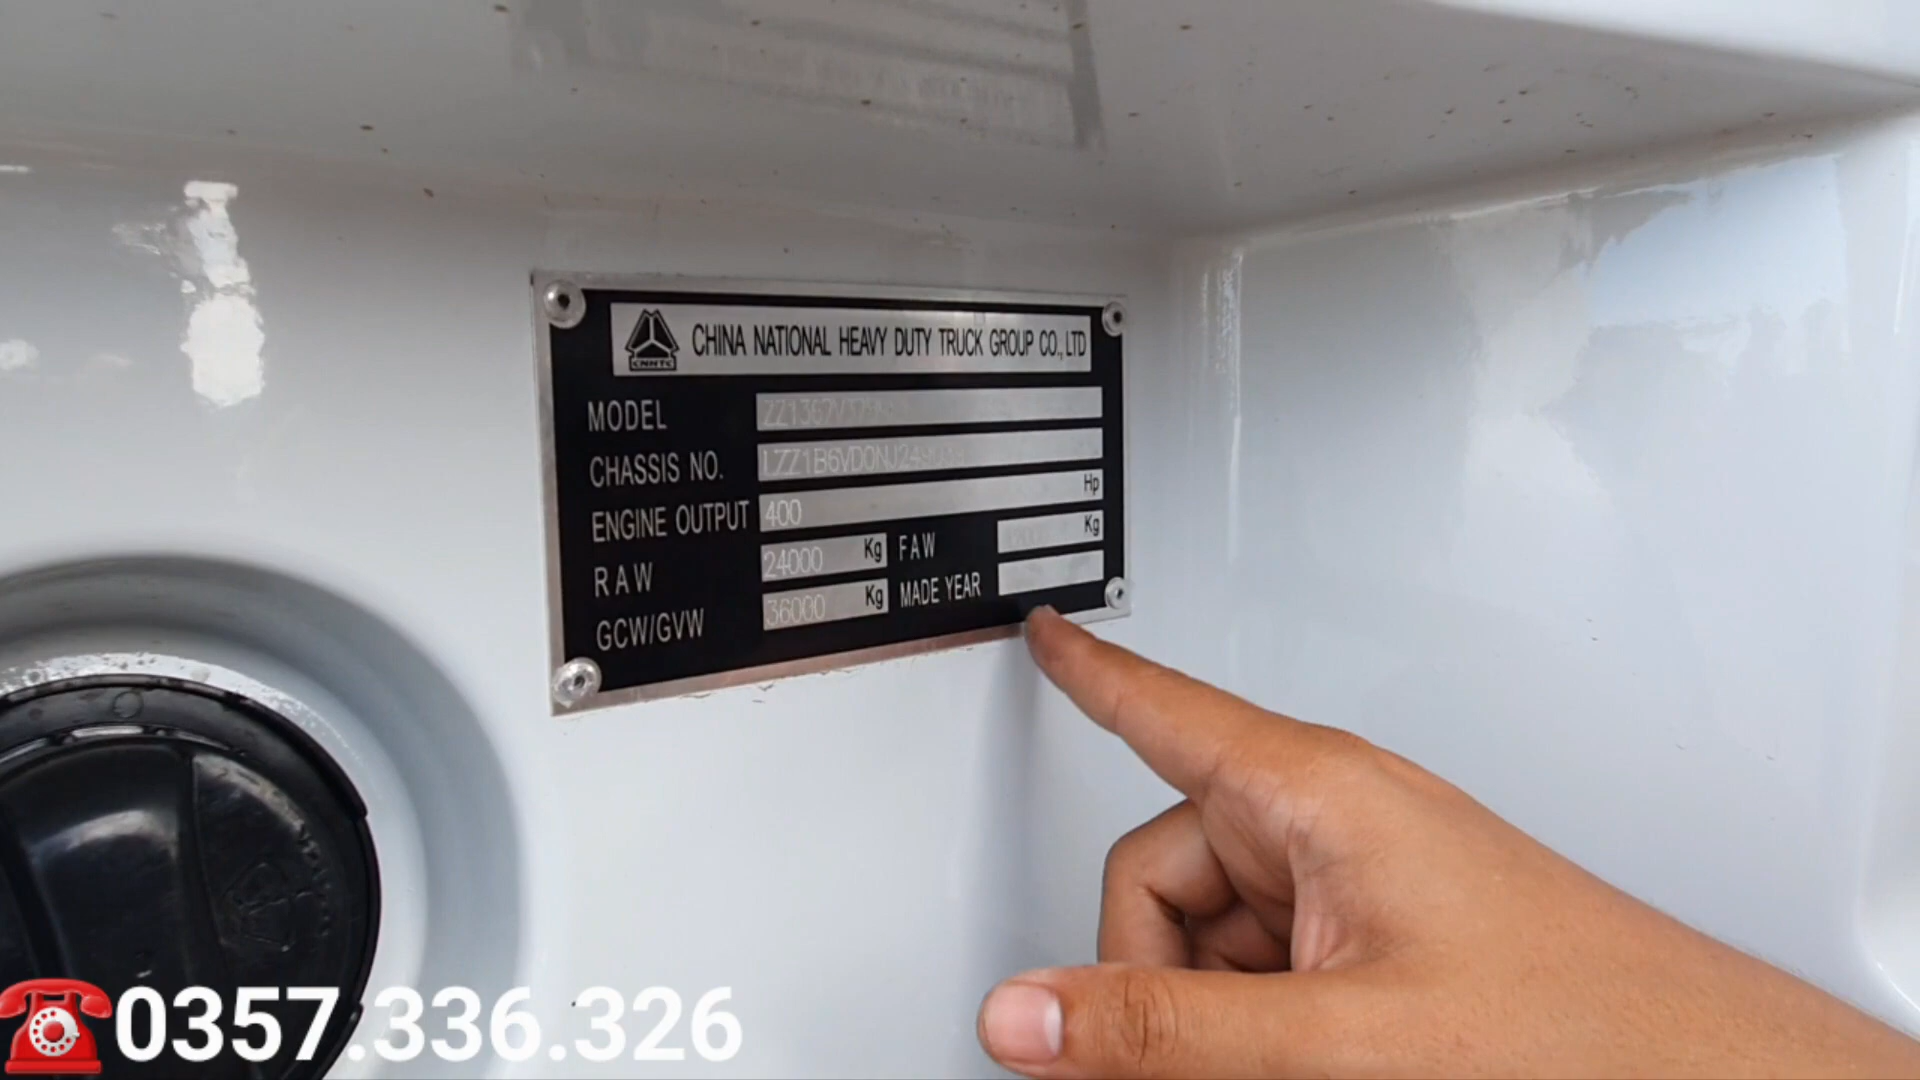 CNHTC
CHINA NATIONAL HEAVY DUTY TRUCK GROUP CO., LTD
MODEL
CHASSIS NO.
ENGINE OUTPUT 400 Hp
RAW 24000 Kg FAW Kg
GCW/GVW 36000 Kg MADE YEAR
0357.336.326